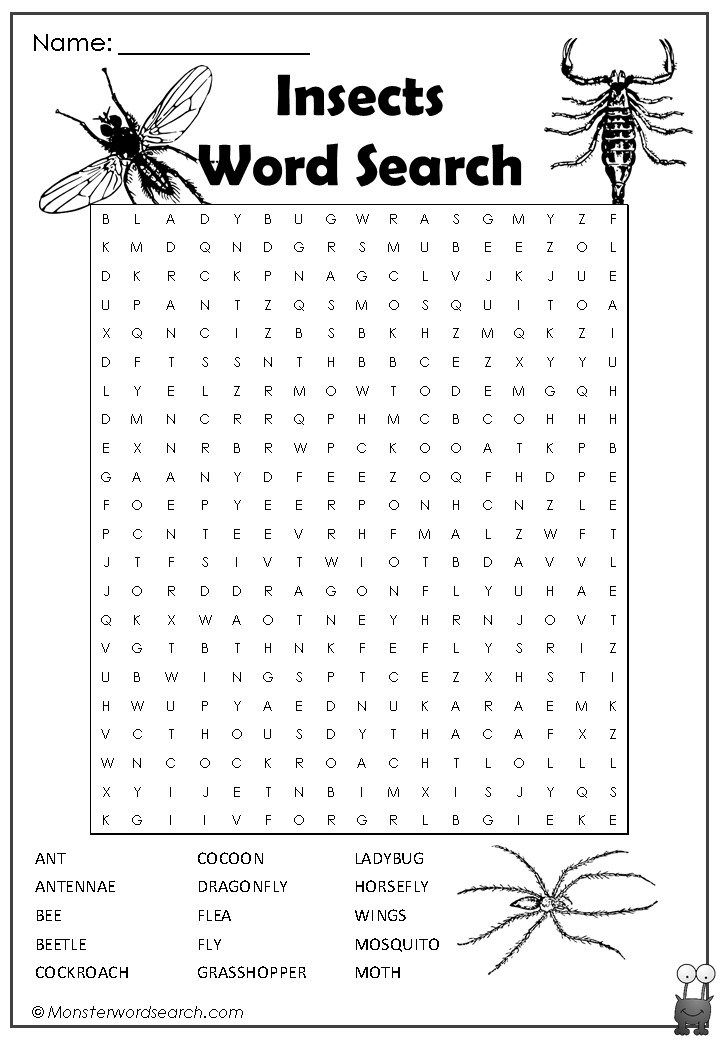 Name: _______________
Insects
Word Search
B L A D Y B U G W R A S G M Y Z F
K M D Q N D G R S M U B E E Z O L
D K R C K P N A G C L V J K J U E
U P A N T Z Q S M O S Q U I T O A
X Q N C I Z B S B K H Z M Q K Z I
D F T S S N T H B B C E Z X Y Y U
L Y E L Z R M O W T O D E M G Q H
D M N C R R Q P H M C B C O H H H
E X N R B R W P C K O O A T K P B
G A A N Y D F E E Z O Q F H D P E
F O E P Y E E R P O N H C N Z L E
P C N T E E V R H F M A L Z W F T
J T F S I V T W I O T B D A V V L
J O R D D R A G O N F L Y U H A E
Q K X W A O T N E Y H R N J O V T
V G T B T H N K F E F L Y S R I Z
U B W I N G S P T C E Z X H S T I
H W U P Y A E D N U K A R A E M K
V C T H O U S D Y T H A C A F X Z
W N C O C K R O A C H T L O L L L
X Y I J E T N B I M X I S J Y Q S
K G I I V F O R G R L B G I E K E
ANT COCOON LADYBUG
ANTENNAE DRAGONFLY HORSEFLY
BEE FLEA WINGS
BEETLE FLY MOSQUITO
COCKROACH GRASSHOPPER MOTH
© Monsterwordsearch.com